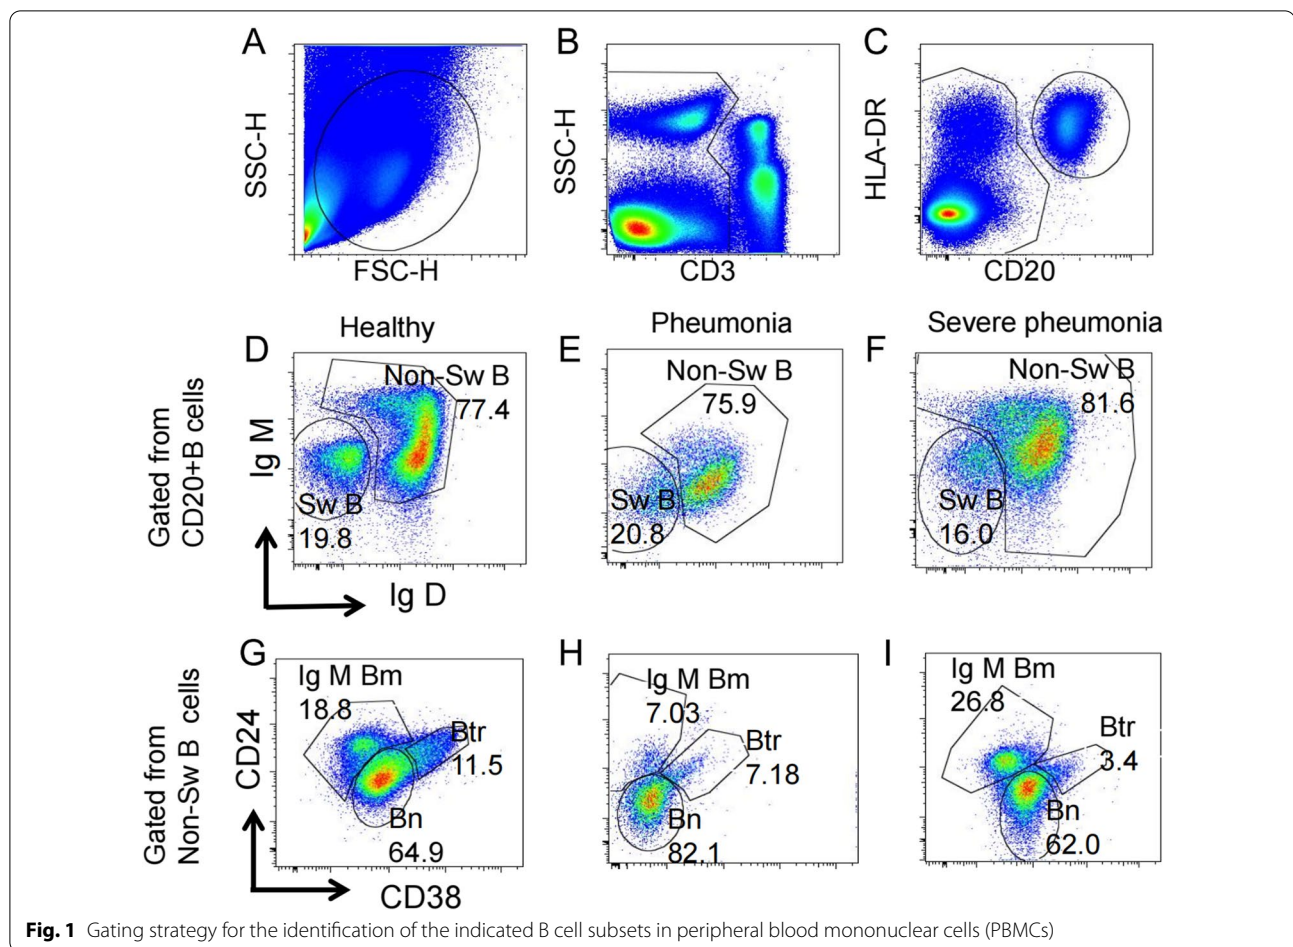 A
B
C
SSC-H
SSC-H
HLA-DR
FSC-H
CD3
CD20
Healthy
Pheumonia
Severe pheumonia
D
E
F
Gated from
CD20+B cells
Ig M
Non-Sw B
77.4
Sw B
19.8
Non-Sw B
75.9
Sw B
20.8
Non-Sw B
81.6
Sw B
16.0
Ig D
G
H
I
Gated from
Non-Sw B cells
CD24
Ig M Bm
18.8
Btr
11.5
Bn
64.9
Ig M Bm
7.03
Btr
7.18
Bn
82.1
Ig M Bm
26.8
Btr
3.4
Bn
62.0
CD38
Fig. 1 Gating strategy for the identification of the indicated B cell subsets in peripheral blood mononuclear cells (PBMCs)